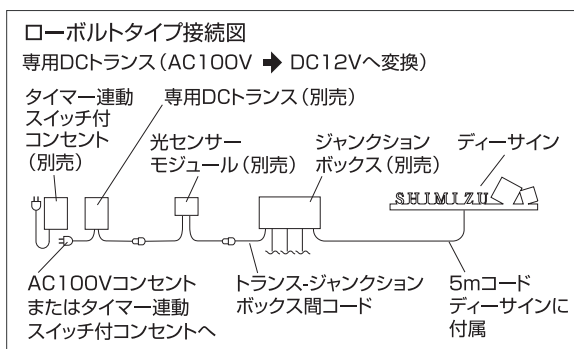 ローボルトタイプ接続図
専用DCトランス（AC100V ➡ DC12Vへ変換）
タイマー連動
スイッチ付
コンセント
（別売）
専用DCトランス（別売）
光センサー
モジュール（別売）
ジャンクション
ボックス（別売）
ディーサイン
SHIMIZU
AC100Vコンセント
またはタイマー連動
スイッチ付コンセントへ
トランス-ジャンクション
ボックス間コード
5mコード
ディーサインに
付属